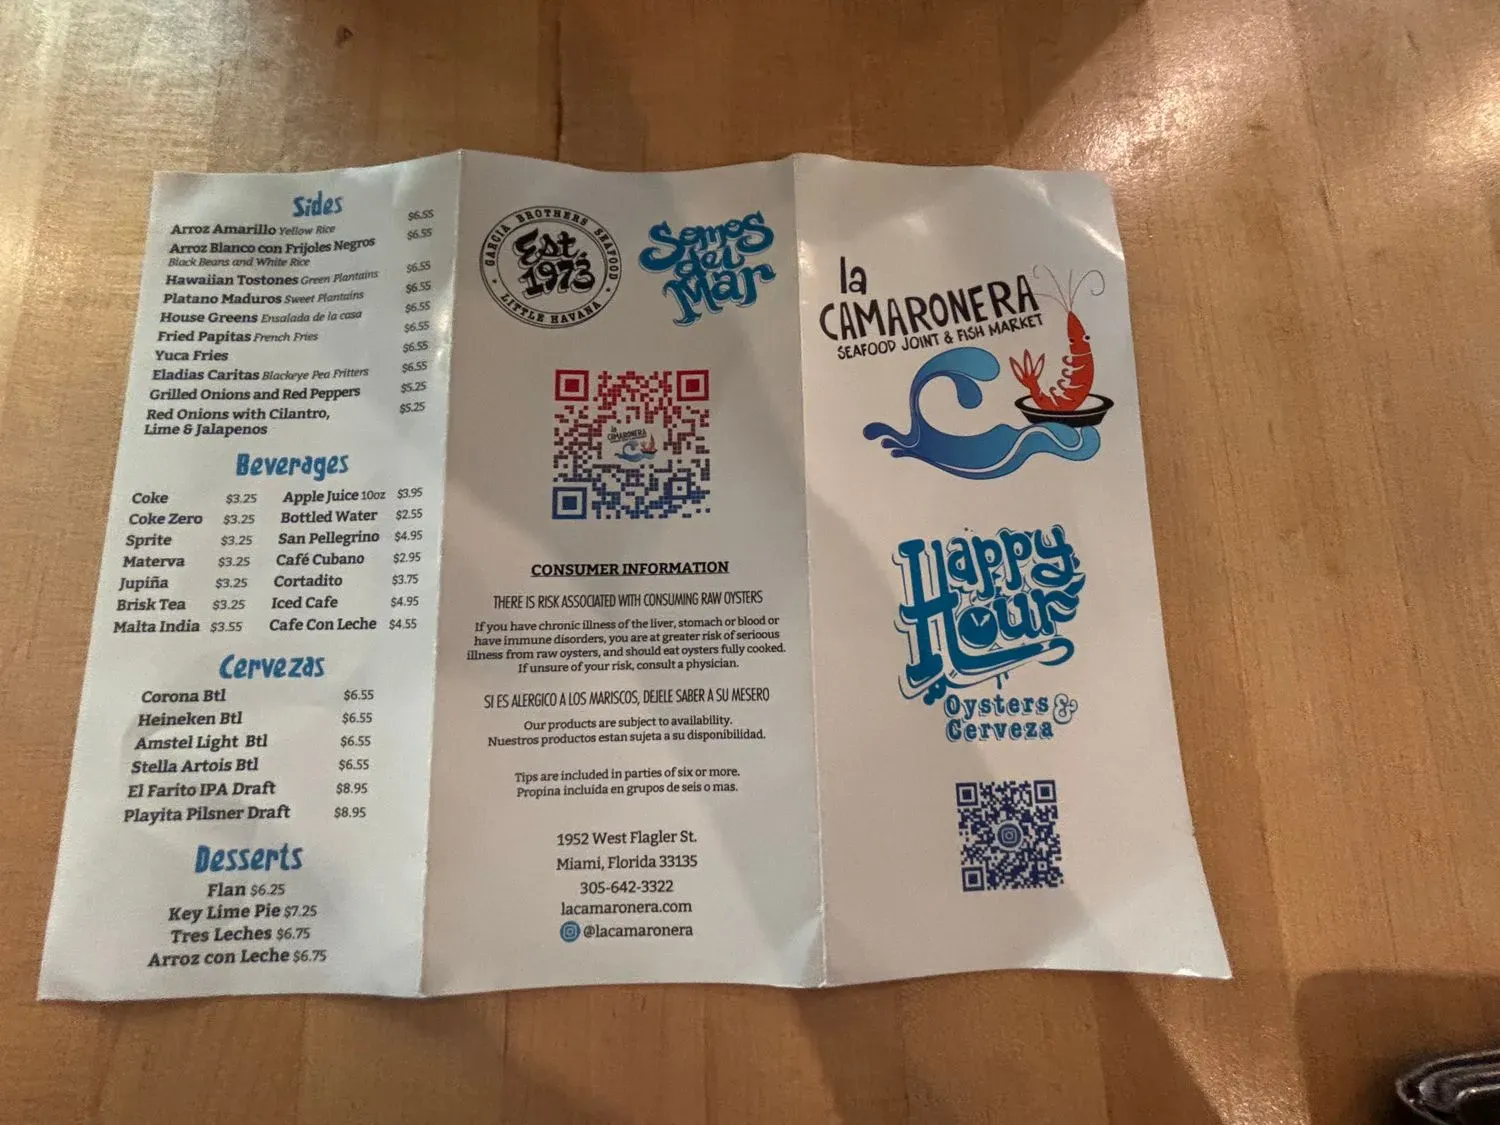 Sides
Arroz Amarillo Yellow Rice $6.55
Arroz Blanco con Frijoles Negros $6.55
Black Beans and White Rice
Hawaiian Tostones Green Plantains $6.55
Platano Maduros Sweet Plantains $6.55
House Greens Ensalada de la casa $6.55
Fried Papitas French Fries $6.55
Yuca Fries $6.55
Eladias Caritas Blackeye Pea Fritters $6.55
Grilled Onions and Red Peppers $5.25
Red Onions with Cilantro, $5.25
Lime & Jalapenos
Beverages
Coke $3.25 Apple Juice 10oz $3.95
Coke Zero $3.25 Bottled Water $2.55
Sprite $3.25 San Pellegrino $4.95
Materva $3.25 Café Cubano $2.95
Jupiña $3.25 Cortadito $3.75
Brisk Tea $3.25 Iced Cafe $4.95
Malta India $3.55 Cafe Con Leche $4.55
Cervezas
Corona Btl $6.55
Heineken Btl $6.55
Amstel Light Btl $6.55
Stella Artois Btl $6.55
El Farito IPA Draft $8.95
Playita Pilsner Draft $8.95
Desserts
Flan $6.25
Key Lime Pie $7.25
Tres Leches $6.75
Arroz con Leche $6.75
GARCIA BROTHERS SEAFOOD
Est.
1973
LITTLE HAVANA
Somos
del
Mar
la
CAMARONERA
CONSUMER INFORMATION
THERE IS RISK ASSOCIATED WITH CONSUMING RAW OYSTERS
If you have chronic illness of the liver, stomach or blood or
have immune disorders, you are at greater risk of serioous
illness from raw oysters, and should eat oysters fully cooked.
If unsure of your risk, consult a physician.
SI ES ALERGICO A LOS MARISCOS, DEJELE SABER A SU MESERO
Our products are subject to availability.
Nuestros productos estan sujeta a su disponibilidad.
Tips are included in parties of six or more.
Propina incluida en grupos de seis o mas.
1952 West Flagler St.
Miami, Florida 33135
305-642-3322
lacamaronera.com
@lacamaronera
la
CAMARONERA
SEAFOOD JOINT & FISH MARKET
Happy
Hour
Oysters &
Cerveza